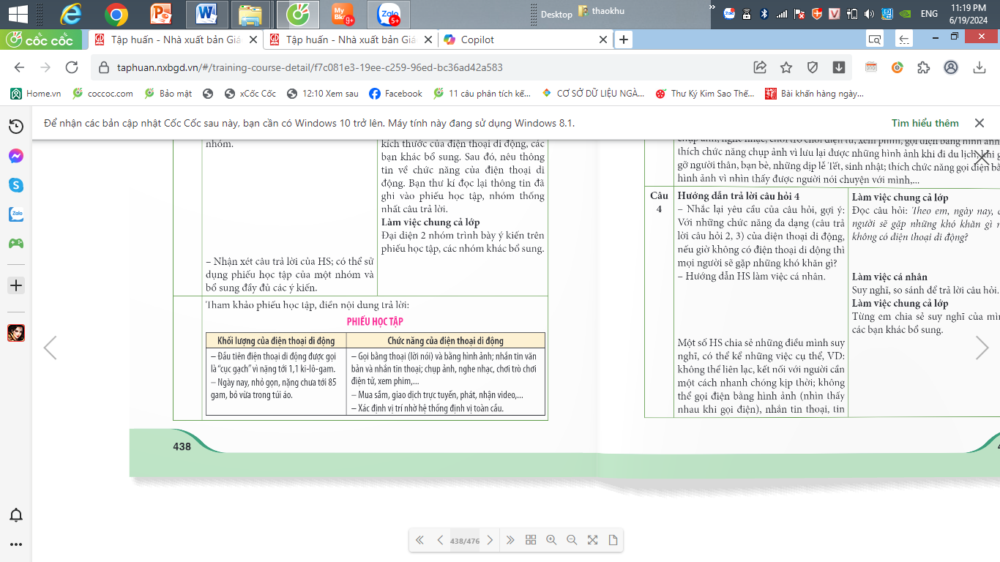 Desktop
thaokhu
ENG
11:19 PM
6/19/2024
cốc cốc
Tập huấn - Nhà xuất bản Giá
Tập huấn - Nhà xuất bản Giá
Copilot
taphuan.nxbgd.vn/#/training-course-detail/f7c081e3-19ee-c259-96ed-bc36ad42a583
Home.vn
coccoc.com
Bảo mật
xCốc Cốc
12:10 Xem sau
Facebook
11 câu phân tích kế...
CƠ SỞ DỮ LIỆU NGÀ...
Thư Ký Kim Sao Thế...
Bài khấn hàng ngày...
Để nhận các bản cập nhật Cốc Cốc sau này, bạn cần có Windows 10 trở lên. Máy tính này đang sử dụng Windows 8.1.
Tìm hiểu thêm
nhóm.
kích thước của điện thoại di động, các
bạn khác bổ sung. Sau đó, nêu thông
tin về chức năng của điện thoại di
động. Bạn thư kí đọc lại thông tin đã
ghi vào phiếu học tập, nhóm thống
nhất câu trả lời.
Làm việc chung cả lớp
Đại diện 2 nhóm trình bày ý kiến trên
phiếu học tập, các nhóm khác bổ sung.
– Nhận xét câu trả lời của HS; có thể sử
dụng phiếu học tập của một nhóm và
bổ sung đầy đủ các ý kiến.
Tham khảo phiếu học tập, điền nội dung trả lời:
PHIẾU HỌC TẬP
Khối lượng của điện thoại di động
– Đầu tiên điện thoại di động được gọi
là “cục gạch” vì nặng tới 1,1 ki-lô-gam.
– Ngày nay, nhỏ gọn, nặng chưa tới 85
gam, bỏ vừa trong túi áo.
Chức năng của điện thoại di động
– Gọi bằng thoại (lời nói) và bằng hình ảnh; nhắn tin văn
bản và nhắn tin thoại; chụp ảnh, nghe nhạc, chơi trò chơi
điện tử, xem phim,...
– Mua sắm, giao dịch trực tuyến, phát, nhận video,...
– Xác định vị trí nhờ hệ thống định vị toàn cầu.
438
chụp ảnh, nghe nhạc, chơi trò chơi điện tử, xem phim, gọi điện bằng hình ảnh
thích chức năng chụp ảnh vì lưu lại được những hình ảnh khi đi du lịch, khi
gỡ người thân, bạn bè, những dịp lễ Tết, sinh nhật; thích chức năng gọi điện
hình ảnh vì nhìn thấy được người nói chuyện với mình,...
Câu
4
Hướng dẫn trả lời câu hỏi 4
– Nhắc lại yêu cầu của câu hỏi, gợi ý:
Với những chức năng đa dạng (câu trả
lời câu hỏi 2, 3) của điện thoại di động,
nếu giờ không có điện thoại di động thì
mọi người sẽ gặp những khó khăn gì?
– Hướng dẫn HS làm việc cá nhân.
Một số HS chia sẻ những điều mình suy
nghĩ, có thể kể những việc cụ thể, VD:
không thể liên lạc, kết nối với người cần
một cách nhanh chóng kịp thời; không
thể gọi điện bằng hình ảnh (nhìn thấy
nhau khi gọi điện), nhắn tin thoại, tin
Làm việc chung cả lớp
Đọc câu hỏi: Theo em, ngày nay,
người sẽ gặp những khó khăn gì
không có điện thoại di động?
Làm việc cá nhân
Suy nghĩ, so sánh để trả lời câu hỏi.
Làm việc chung cả lớp
Từng em chia sẻ suy nghĩ của
các bạn khác bổ sung.
438/476